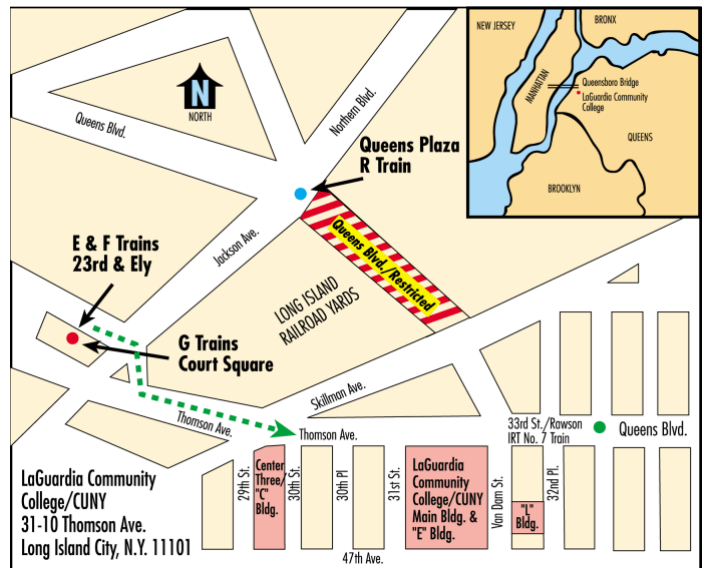 NEW JERSEY
BRONX
MANHATTAN
Queensboro Bridge
LaGuardia Community
College
QUEENS
BROOKLYN
N
NORTH
Queens Blvd.
Northern Blvd.
Queens Plaza
R Train
Jackson Ave.
E & F Trains
23rd & Ely
Queens Blvd./Restricted
LONG ISLAND
RAILROAD YARDS
G Trains
Court Square
Skillman Ave.
Thomson Ave.
Thomson Ave.
33rd St./Rawson
IRT No. 7 Train
Queens Blvd.
LaGuardia Community
College/CUNY
31-10 Thomson Ave.
Long Island City, N.Y. 11101
29th St.
Center
Three/
"C"
Bldg.
30th St.
30th Pl
31st St.
LaGuardia
Community
College/CUNY
Main Bldg. &
"E" Bldg.
Van Dam St.
"L"
Bldg.
32nd Pl.
47th Ave.